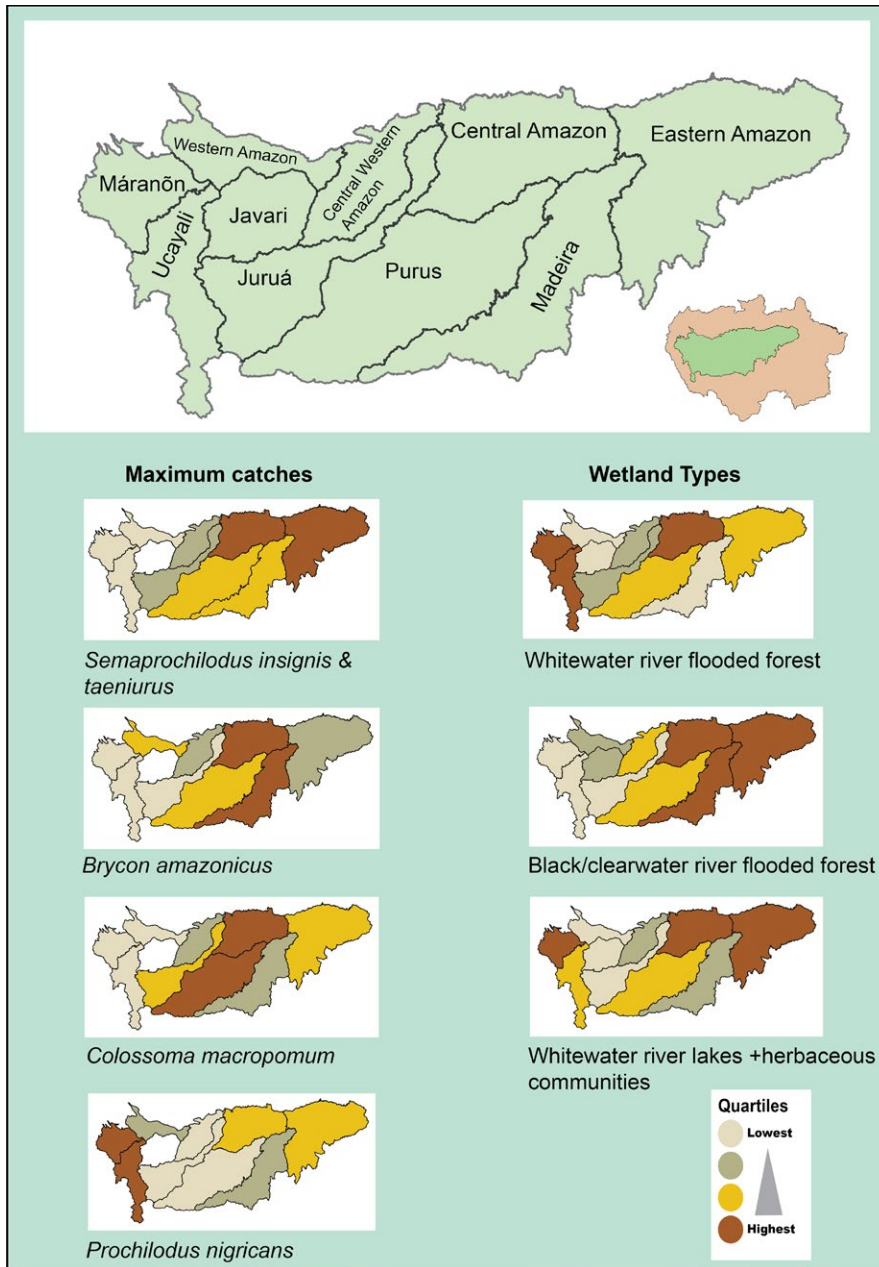 Western Amazon
Central Western
Amazon
Central Amazon
Eastern Amazon
Máranõn
Javari
Ucayali
Juruá
Purus
Madeira
Maximum catches
Semaprochilodus insignis &
taeniurus
Brycon amazonicus
Colossoma macropomum
Prochilodus nigricans
Wetland Types
Whitewater river flooded forest
Black/clearwater river flooded forest
Whitewater river lakes +herbaceous
communities
Quartiles
Lowest
Highest